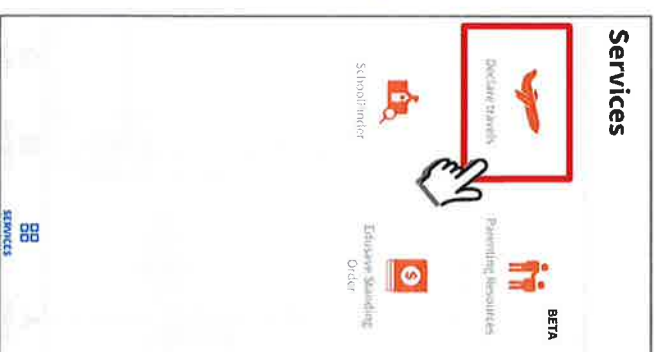 Services
BETA
Declare travels
Parenting Resources
SchoolFinder
Edusave Standing
Order
SERVICES